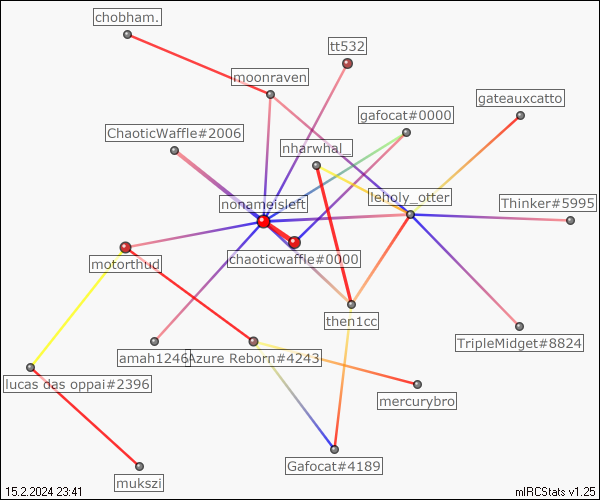 chobham.
tt532
moonraven
gateauxcatto
gafocat#0000
ChaoticWaffle#2006
nharwhal_
leholy_otter
Thinker#5995
nonameisleft
chaoticwaffle#0000
motorthud
then1cc
TripleMidget#8824
amah1246
Azure Reborn#4243
lucas das oppai#2396
mercurybro
Gafocat#4189
mukszi
15.2.2024 23:41
mIRCStats v1.25